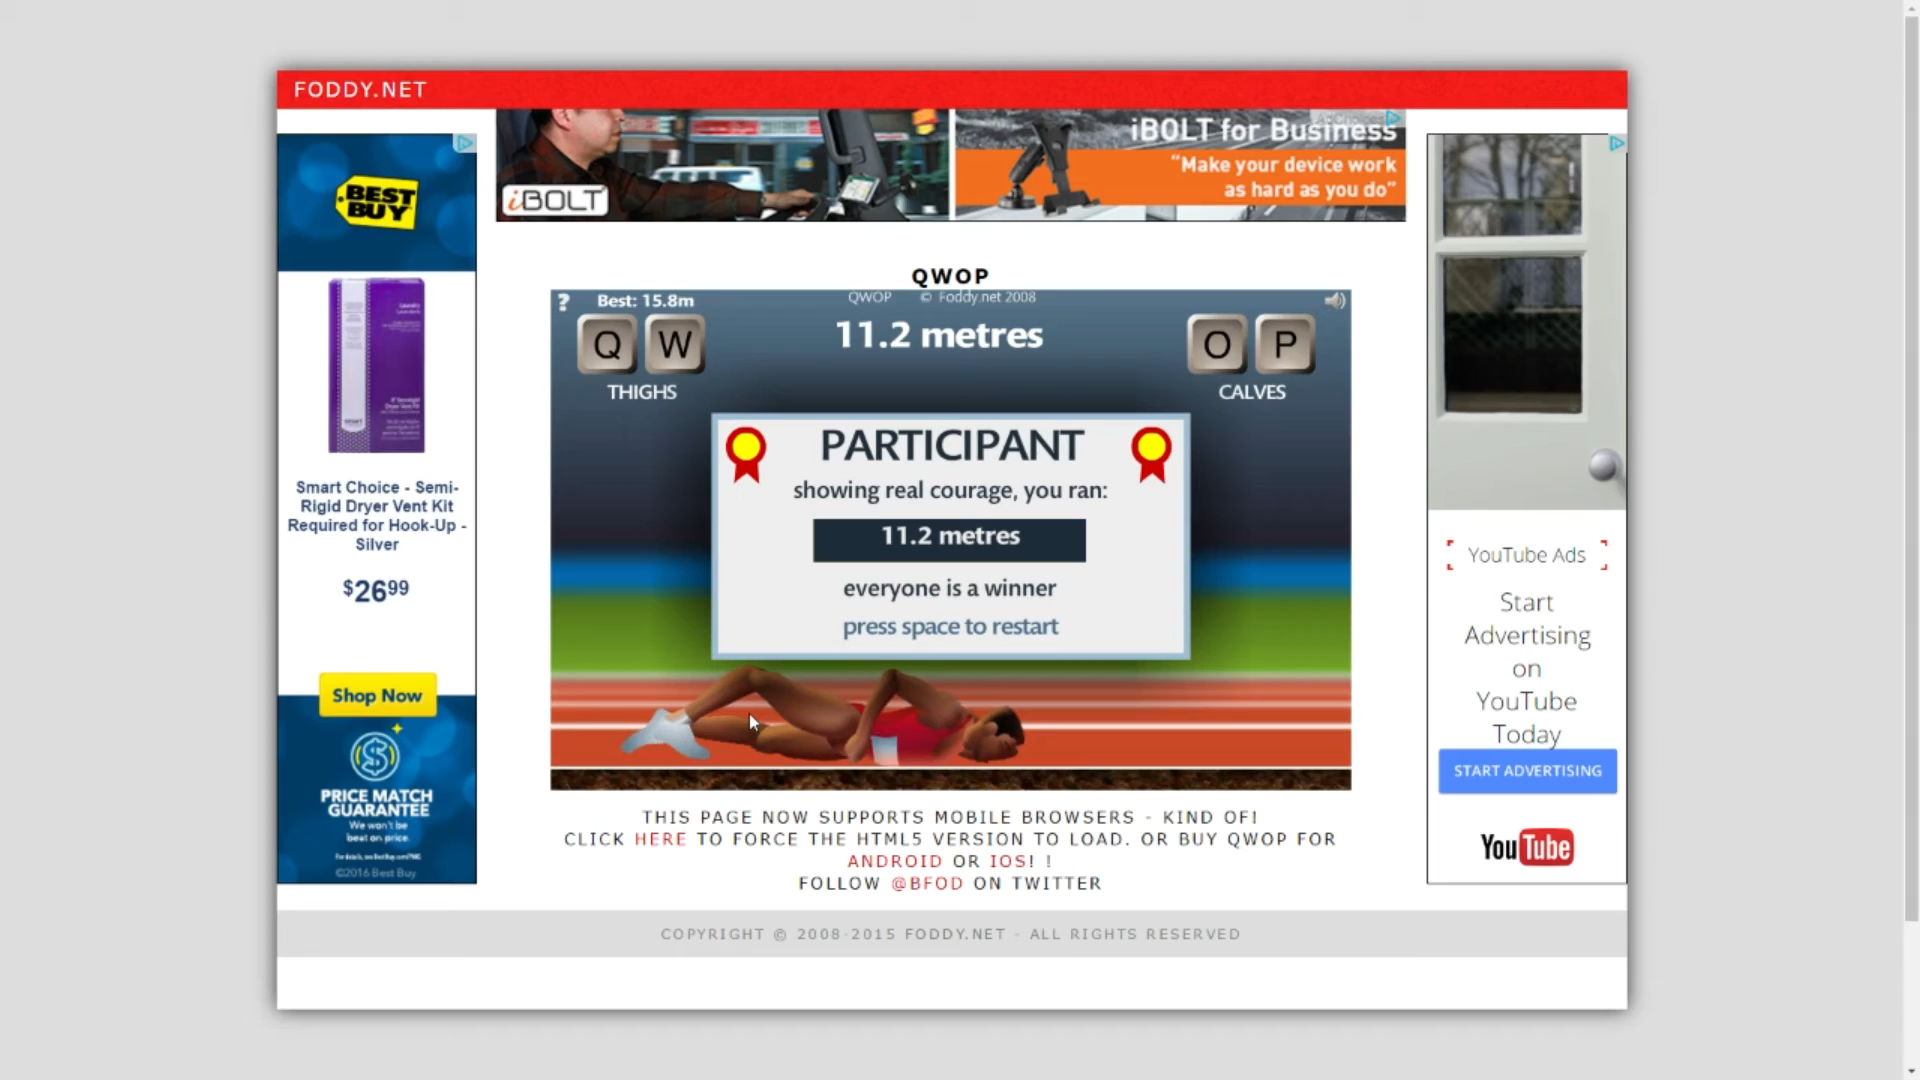 FODDY.NET
iBOLT
iBOLT for Business
"Make your device work
as hard as you do"
BEST
BUY
Smart Choice - Semi-
Rigid Dryer Vent Kit
Required for Hook-Up -
Silver
$2699
Shop Now
PRICE MATCH
GUARANTEE
We won't be
beat on price.
©2016 Best Buy
QWOP
? Best: 15.8m QWOP © Foddy.net 2008
11.2 metres
Q W O P
THIGHS CALVES
PARTICIPANT
showing real courage, you ran:
11.2 metres
everyone is a winner
press space to restart
THIS PAGE NOW SUPPORTS MOBILE BROWSERS - KIND OF!
CLICK HERE TO FORCE THE HTML5 VERSION TO LOAD. OR BUY QWOP FOR
ANDROID OR IOS! !
FOLLOW @BFOD ON TWITTER
YouTube Ads
Start
Advertising
on
YouTube
Today
START ADVERTISING
YouTube
COPYRIGHT © 2008-2015 FODDY.NET - ALL RIGHTS RESERVED